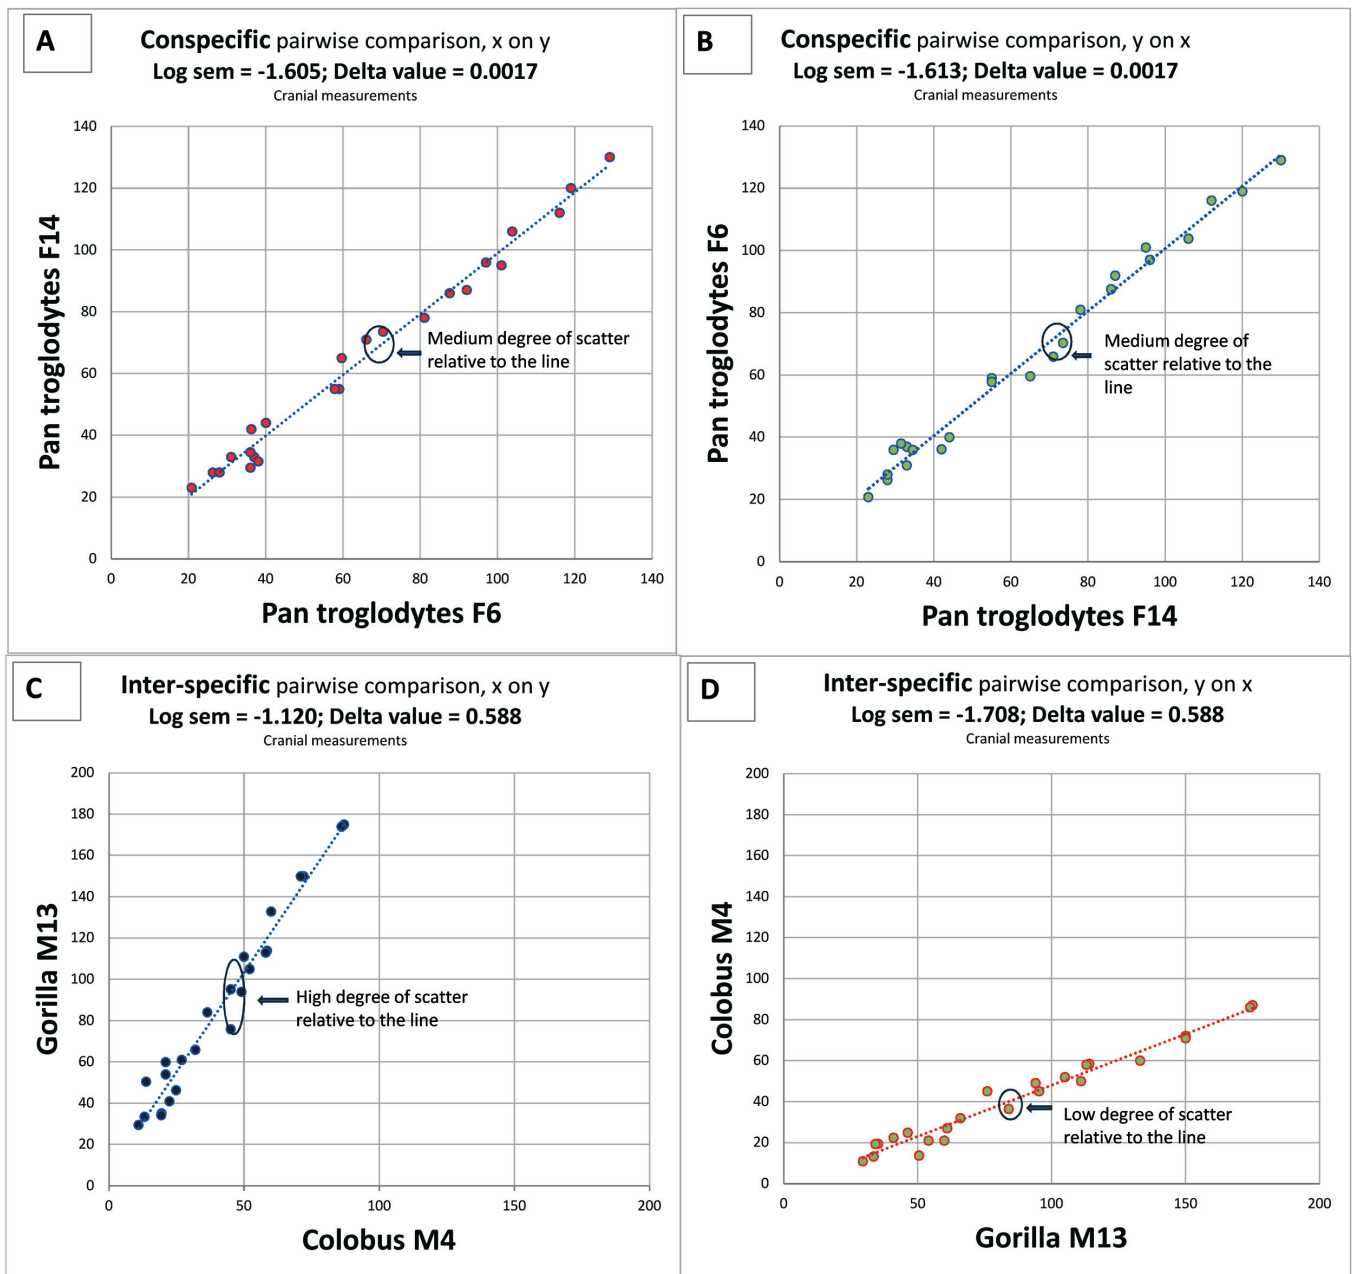 A
Conspecific pairwise comparison, x on y
Log sem = -1.605; Delta value = 0.0017
Cranial measurements
140
120
100
80
60
40
20
0
Pan troglodytes F14
Medium degree of scatter
relative to the line
0 20 40 60 80 100 120 140
Pan troglodytes F6
B
Conspecific pairwise comparison, y on x
Log sem = -1.613; Delta value = 0.0017
Cranial measurements
140
120
100
80
60
40
20
0
Pan troglodytes F6
Medium degree of
scatter relative to the
line
0 20 40 60 80 100 120 140
Pan troglodytes F14
C
Inter-specific pairwise comparison, x on y
Log sem = -1.120; Delta value = 0.588
Cranial measurements
200
180
160
140
120
100
80
60
40
20
0
Gorilla M13
High degree of scatter
relative to the line
0 50 100 150 200
Colobus M4
D
Inter-specific pairwise comparison, y on x
Log sem = -1.708; Delta value = 0.588
Cranial measurements
200
180
160
140
120
100
80
60
40
20
0
Colobus M4
Low degree of scatter
relative to the line
0 50 100 150 200
Gorilla M13